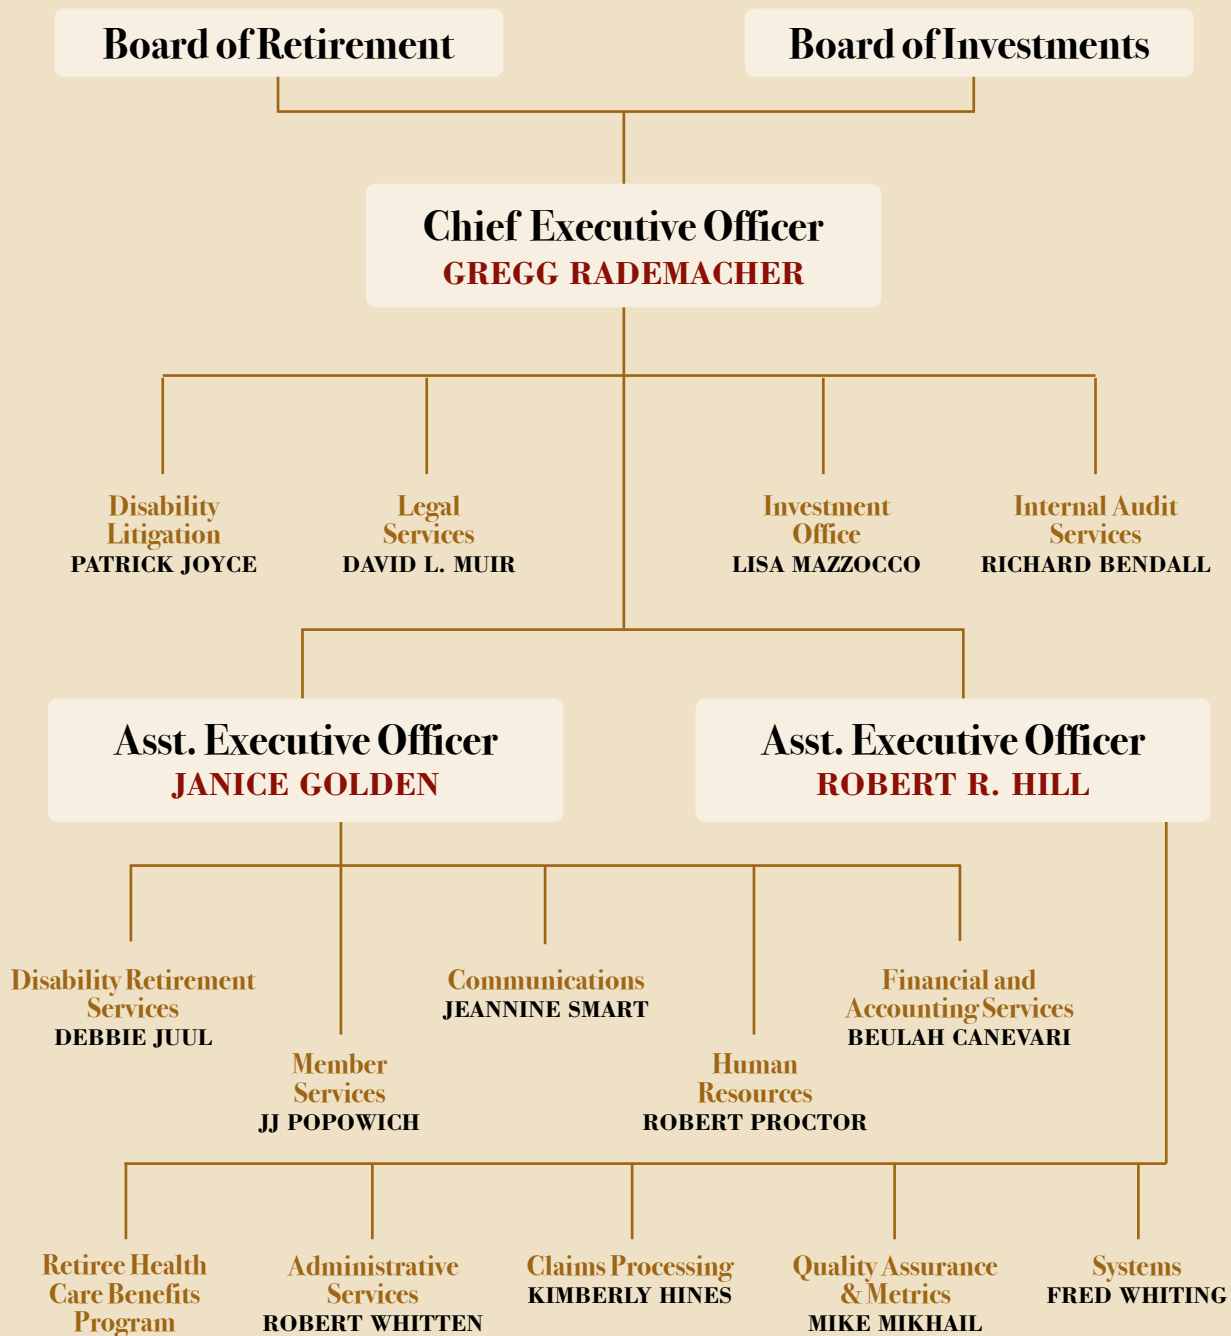 Board of Retirement
Board of Investments
Chief Executive Officer
GREGG RADEMACHER
Disability
Litigation
PATRICK JOYCE
Legal
Services
DAVID L. MUIR
Investment
Office
LISA MAZZOCCO
Internal Audit
Services
RICHARD BENDALL
Asst. Executive Officer
JANICE GOLDEN
Asst. Executive Officer
ROBERT R. HILL
Disability Retirement
Services
DEBBIE JUUL
Member
Services
JJ POPOWICH
Communications
JEANNINE SMART
Human
Resources
ROBERT PROCTOR
Financial and
Accounting Services
BEULAH CANEVARI
Retiree Health
Care Benefits
Program
Administrative
Services
ROBERT WHITTEN
Claims Processing
KIMBERLY HINES
Quality Assurance
& Metrics
MIKE MIKHAIL
Systems
FRED WHITING